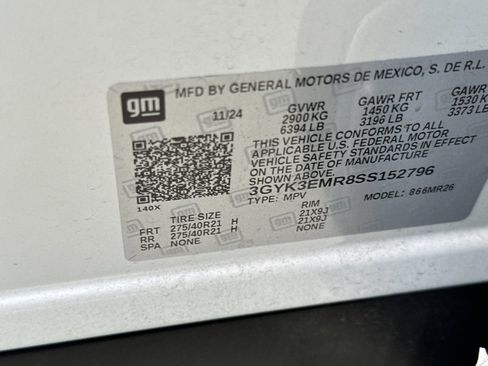 gm
MFD BY GENERAL MOTORS DE MEXICO, S. DE R.L.
11/24 GVWR GAWR FRT GAWR
2900 KG 1450 KG 1530
6394 LB 3196 LB 3373 LB
THIS VEHICLE CONFORMS TO ALL APPLICABLE
U.S. FEDERAL MOTOR
VEHICLE SAFETY STANDARDS IN EFFECT
ON THE DATE OF MANUFACTURE
3GYK3EMR8SS152796
TYPE: MPV MODEL: 866MR26
140X
TIRE SIZE RIM
FRT 275/40R21 H 21X9J
RR 275/40R21 H 21X9J
SPA NONE NONE